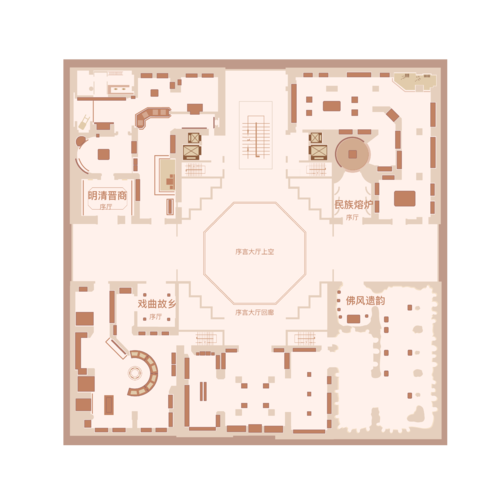 明清晋商
序厅
民族熔炉
序厅
序言大厅上空
戏曲故乡
序厅
佛风遗韵
序言大厅回廊